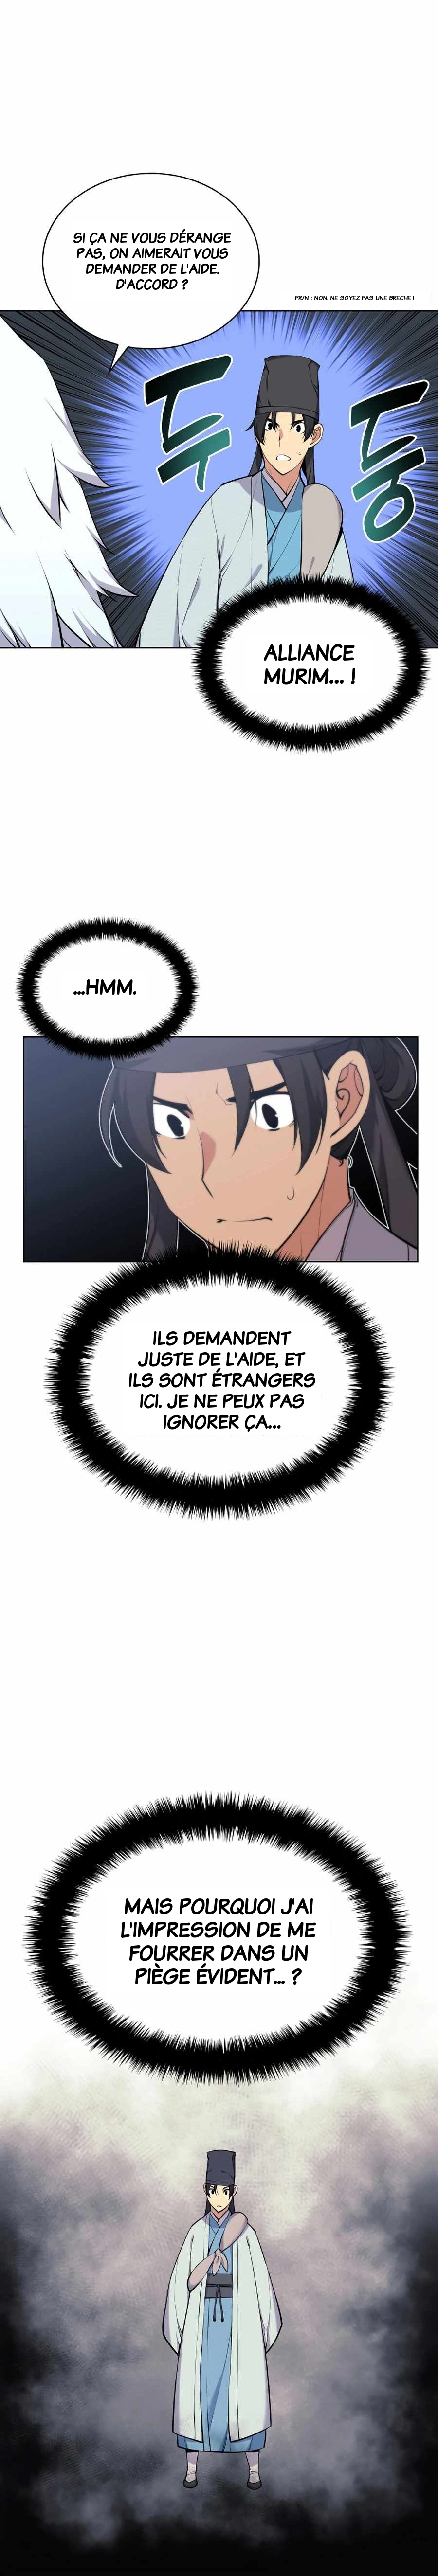 SI ÇA NE VOUS DÉRANGE
PAS, ON AIMERAIT VOUS
DEMANDER DE L'AIDE.
D'ACCORD ?
PR/N : NON. NE SOYEZ PAS UNE BRECHE !
두둥
ALLIANCE
MURIM... !
...HMM.
ILS DEMANDENT
JUSTE DE L'AIDE, ET
ILS SONT ÉTRANGERS
ICI. JE NE PEUX PAS
IGNORER ÇA...
MAIS POURQUOI J'AI
L'IMPRESSION DE ME
FOURRER DANS UN
PIÈGE ÉVIDENT... ?